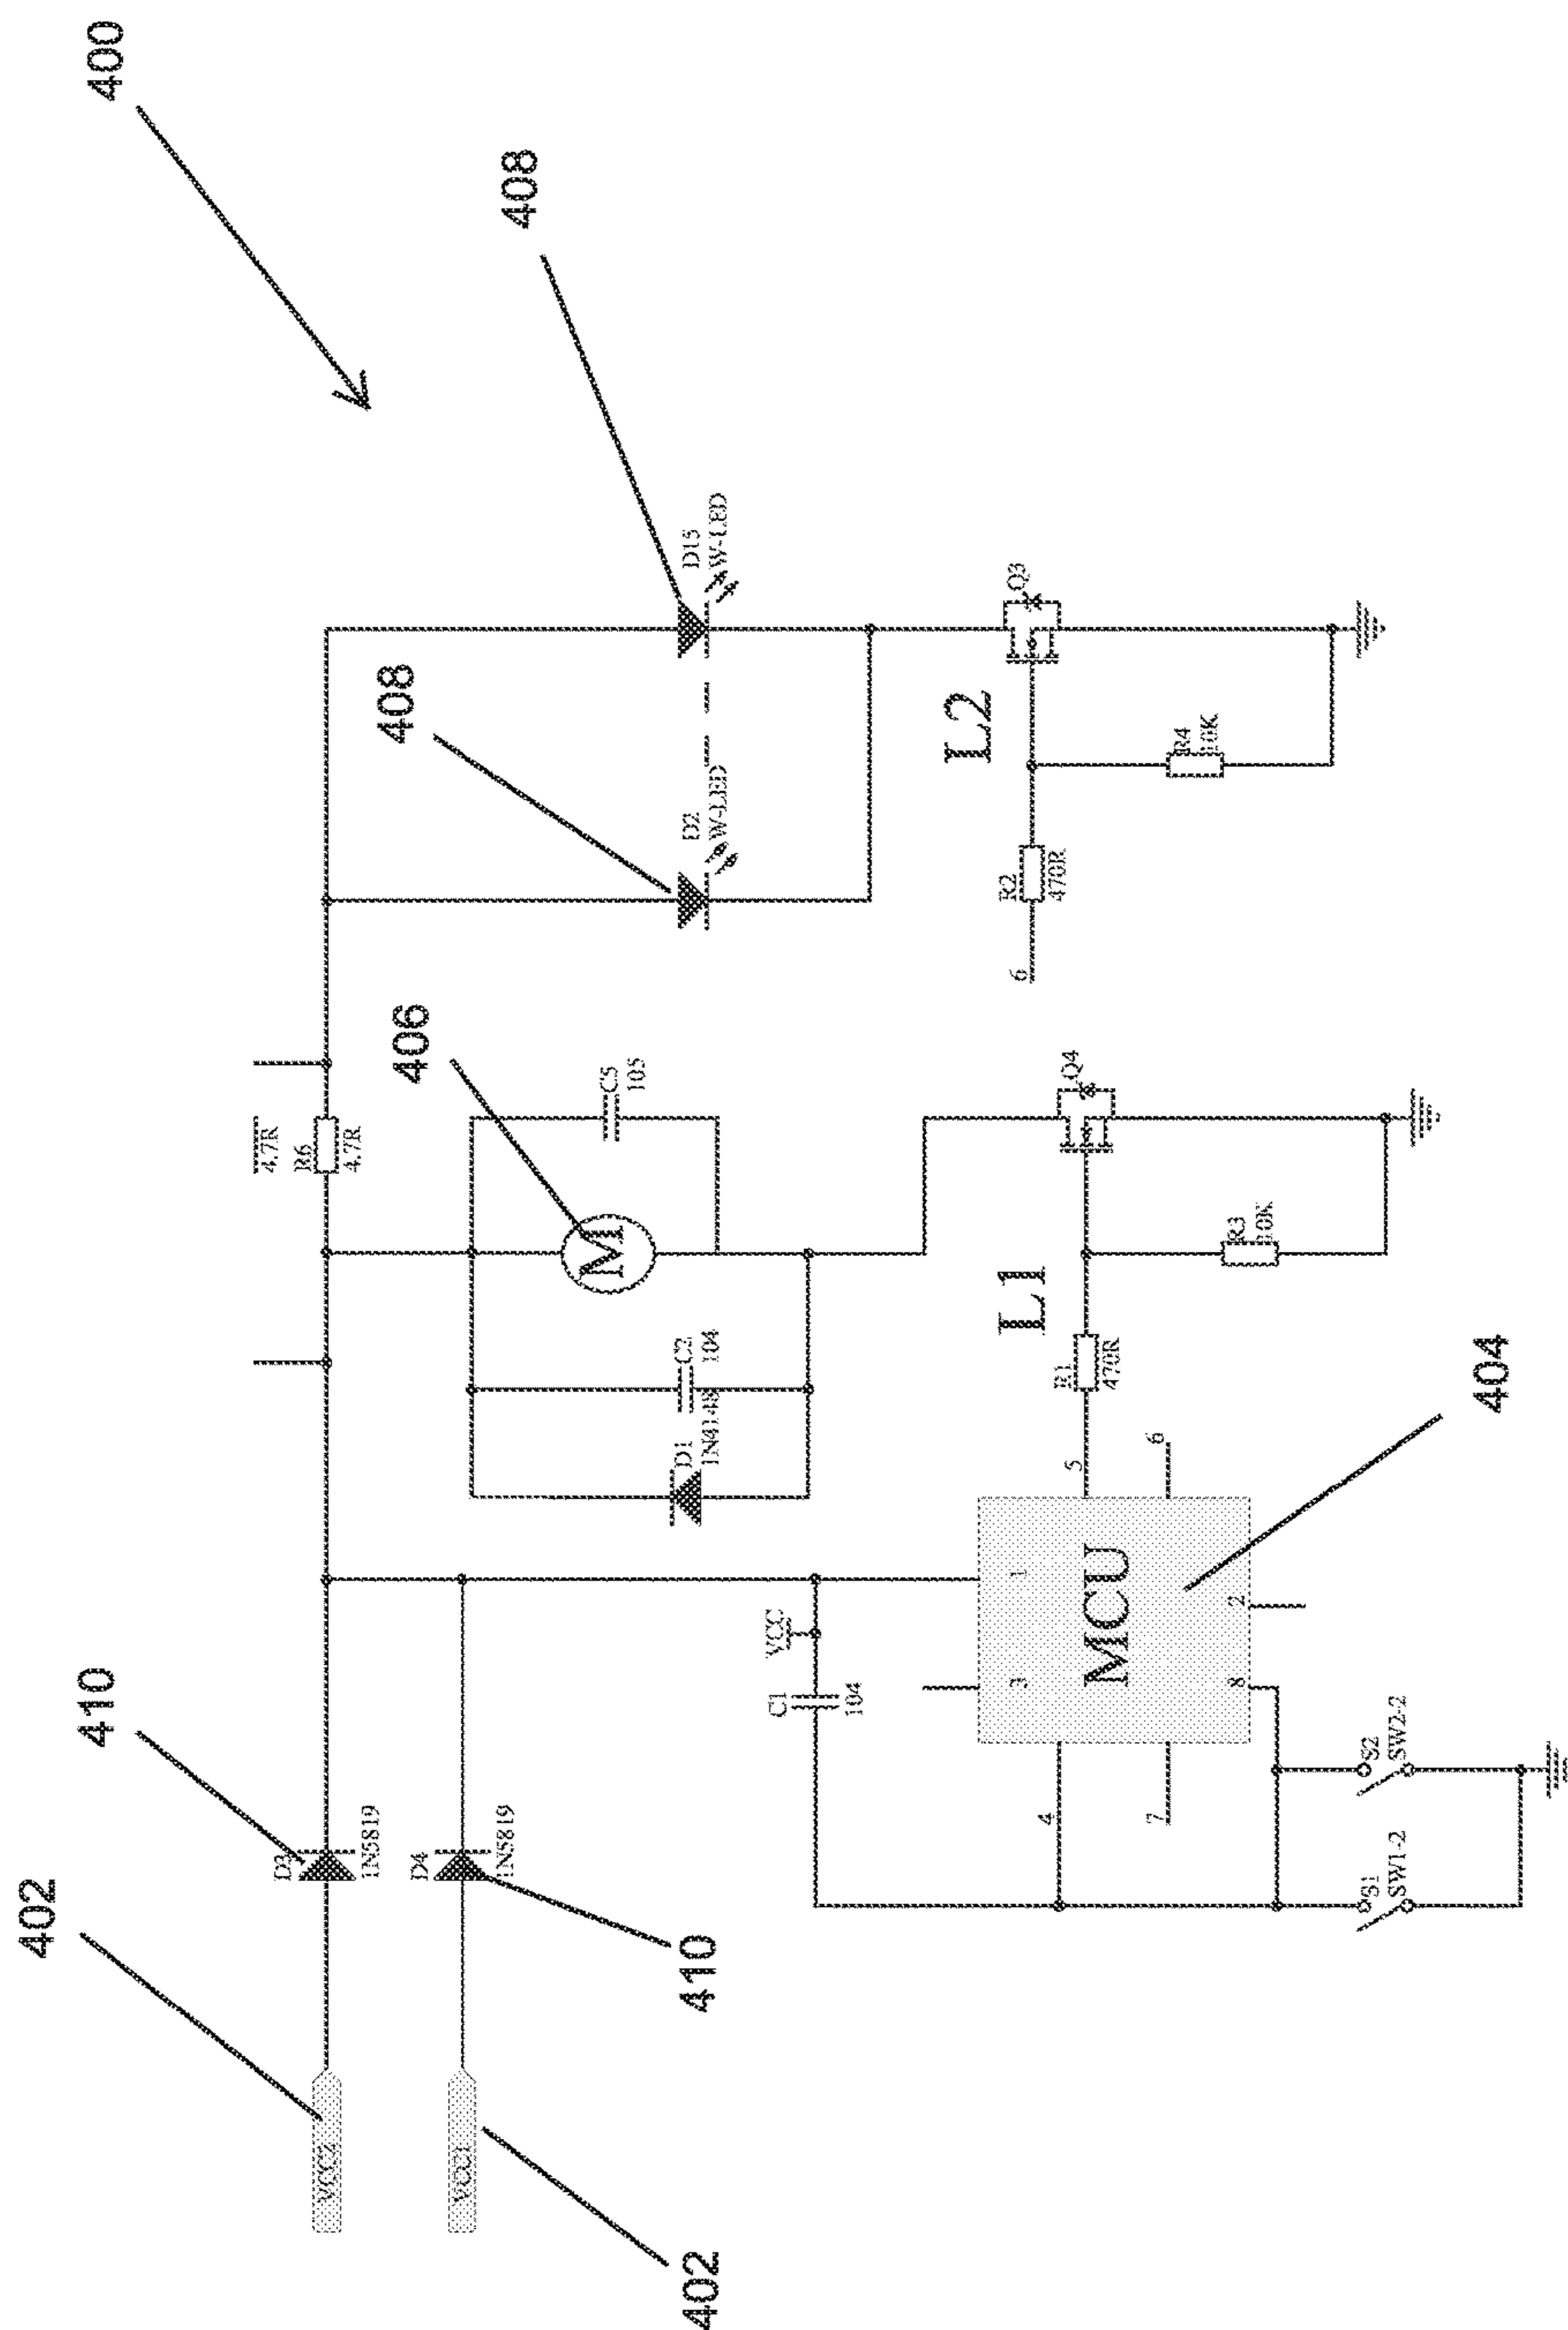 400
402
410
VCC2
D3
1N5819
VCC1
D4
1N5819
410
402
4.7R
R6
4.7R
406
M
C5
105
C2
104
D1
1N4148
408
408
D2
W-LED
D15
W-LED
VCC
C1
104
MCU
1
3
4
7
8
2
5
6
404
L1
R1
470R
R3
10K
Q4
L2
6
R2
470R
R4
10K
Q3
S1
SW1-2
S2
SW2-2